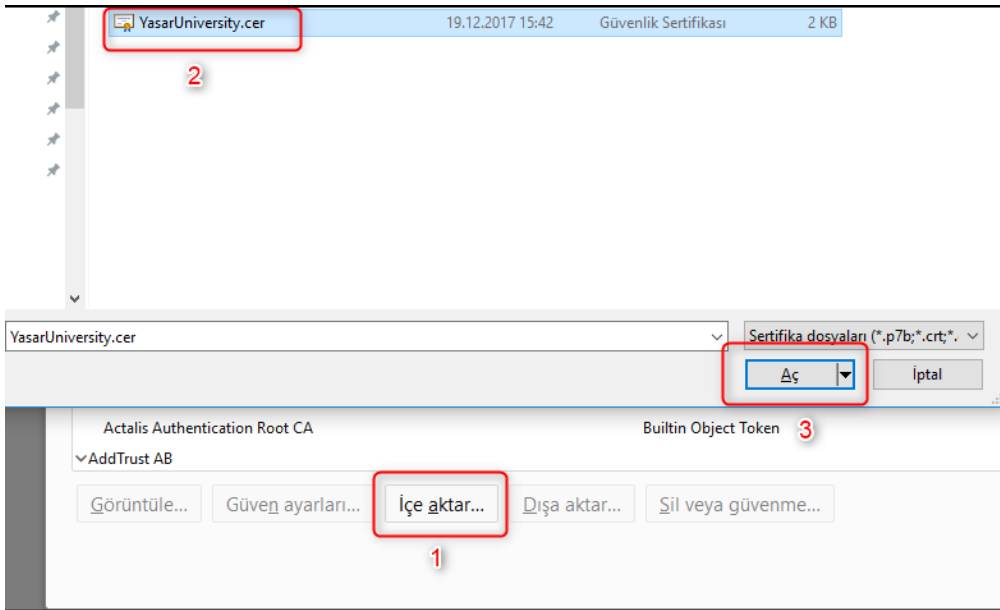 YasarUniversity.cer 19.12.2017 15:42 Güvenlik Sertifikası 2 KB
2
YasarUniversity.cer Sertifika dosyaları (*.p7b;*.crt;*.
Aç İptal
Actalis Authentication Root CA Builtin Object Token 3
AddTrust AB
Görüntüle... Güven ayarları... İçe aktar... Dışa aktar... Sil veya güvenme...
1